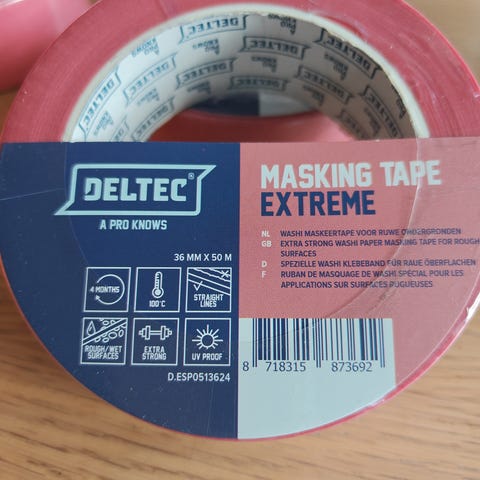 DELTEC
A PRO KNOWS
DELTEC®
A PRO KNOWS
36 MM X 50 M
4 MONTHS
100°C
STRAIGHT
LINES
ROUGH/WET
SURFACES
EXTRA
STRONG
UV PROOF
D.ESP0513624
MASKING TAPE
EXTREME
NL WASHI MASKEERTAPE VOOR RUWE ONDERGRONDEN
GB EXTRA STRONG WASHI PAPER MASKING TAPE FOR ROUGH
SURFACES
D SPEZIELLE WASHI KLEBEBAND FÜR RAUE OBERFLÄCHEN
F RUBAN DE MASQUAGE DE WASHI SPÉCIAL POUR LES
APPLICATIONS SUR SURFACES RUGUEUSES
8 718315 873692